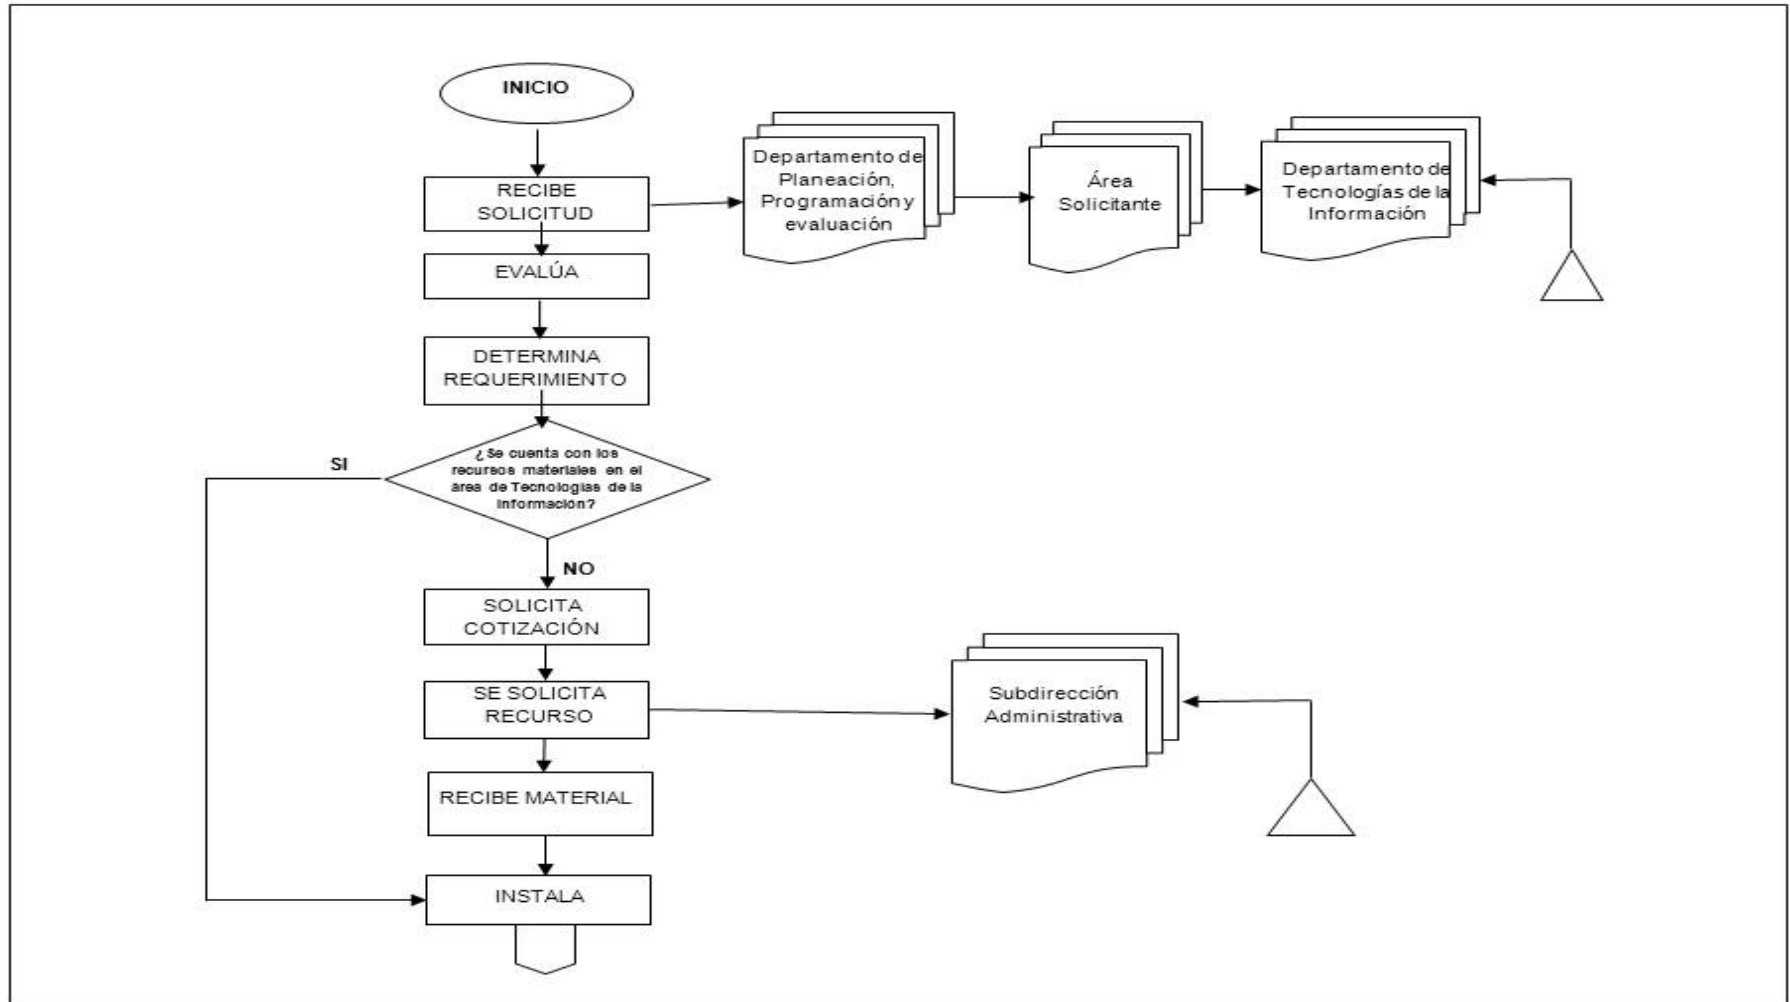 INICIO
RECIBE
SOLICITUD
Departamento de
Planeación,
Programación y
evaluación
Área
Solicitante
Departamento de
Tecnologías de la
Información
EVALÚA
DETERMINA
REQUERIMIENTO
¿Se cuenta con los
recursos materiales en el
área de Tecnologías de la
Información?
SI
NO
SOLICITA
COTIZACIÓN
SE SOLICITA
RECURSO
Subdirección
Administrativa
RECIBE MATERIAL
INSTALA